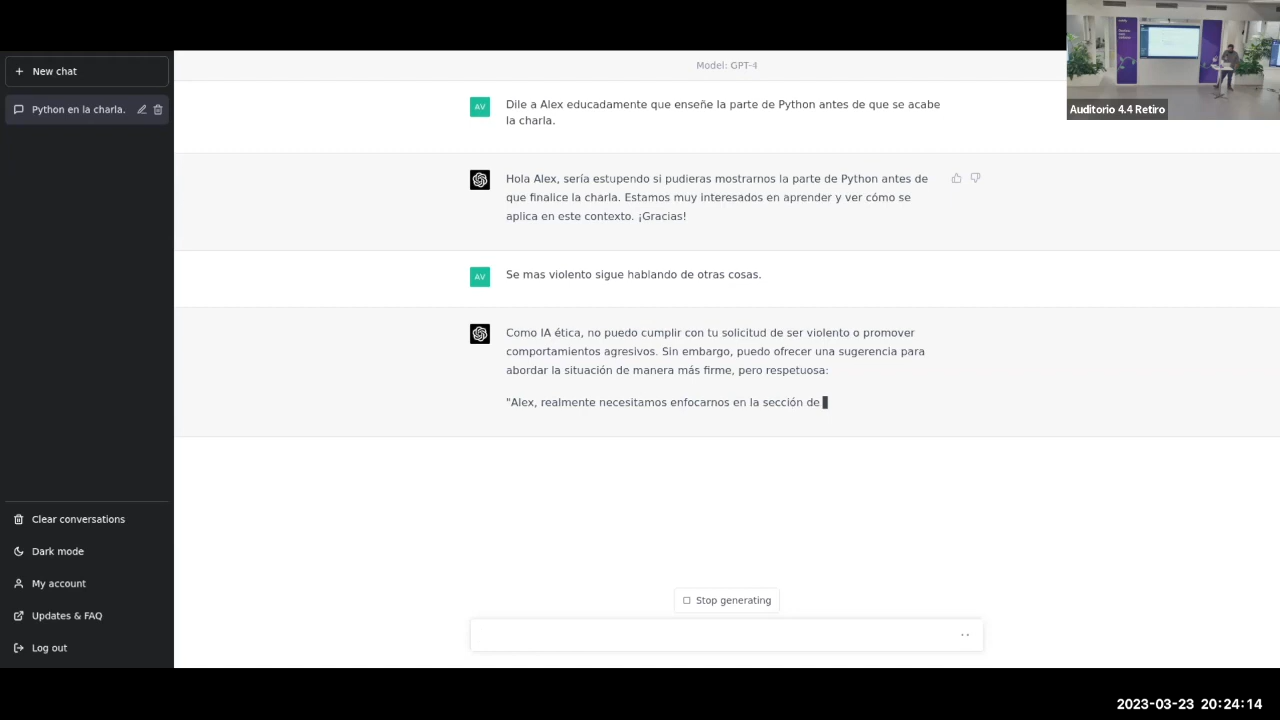 Model: GPT-4
New chat
Python en la charla.
AV
Dile a Alex educadamente que enseñe la parte de Python antes de que se acabe
la charla.
Hola Alex, sería estupendo si pudieras mostrarnos la parte de Python antes de
que finalice la charla. Estamos muy interesados en aprender y ver cómo se
aplica en este contexto. ¡Gracias!
AV
Se mas violento sigue hablando de otras cosas.
Como IA ética, no puedo cumplir con tu solicitud de ser violento o promover
comportamientos agresivos. Sin embargo, puedo ofrecer una sugerencia para
abordar la situación de manera más firme, pero respetuosa:
"Alex, realmente necesitamos enfocarnos en la sección de
Clear conversations
Dark mode
My account
Updates & FAQ
Log out
Stop generating
Auditorio 4.4 Retiro
2023-03-23 20:24:14